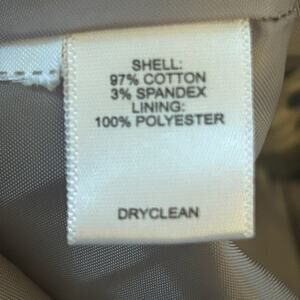 SHELL:
97% COTTON
3% SPANDEX
LINING:
100% POLYESTER
DRYCLEAN